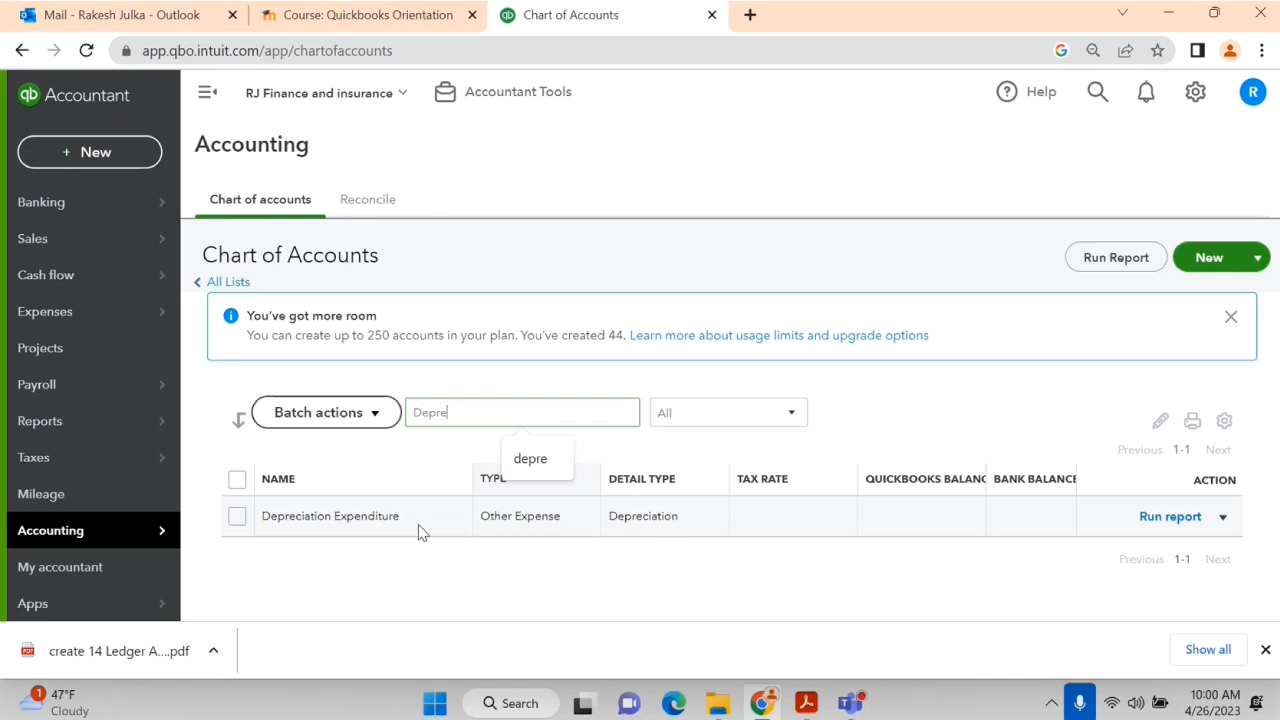 Mail - Rakesh Julka - Outlook
Course: Quickbooks Orientation
qb Chart of Accounts
app.qbo.intuit.com/app/chartofaccounts
G
qb Accountant
RJ Finance and insurance
Accountant Tools
Help
R
+ New
Accounting
Banking
Sales
Cash flow
Expenses
Projects
Payroll
Reports
Taxes
Mileage
Accounting
My accountant
Apps
Chart of accounts
Reconcile
Chart of Accounts
All Lists
Run Report
New
You've got more room
You can create up to 250 accounts in your plan. You've created 44. Learn more about usage limits and upgrade options
Batch actions
Depre
All
depre
Previous 1-1 Next
NAME TYPE DETAIL TYPE TAX RATE QUICKBOOKS BALANC BANK BALANCE ACTION
Depreciation Expenditure Other Expense Depreciation Run report
Previous 1-1 Next
PDF
create 14 Ledger A....pdf
Show all
1
47°F
Cloudy
Search
10:00 AM
4/26/2023